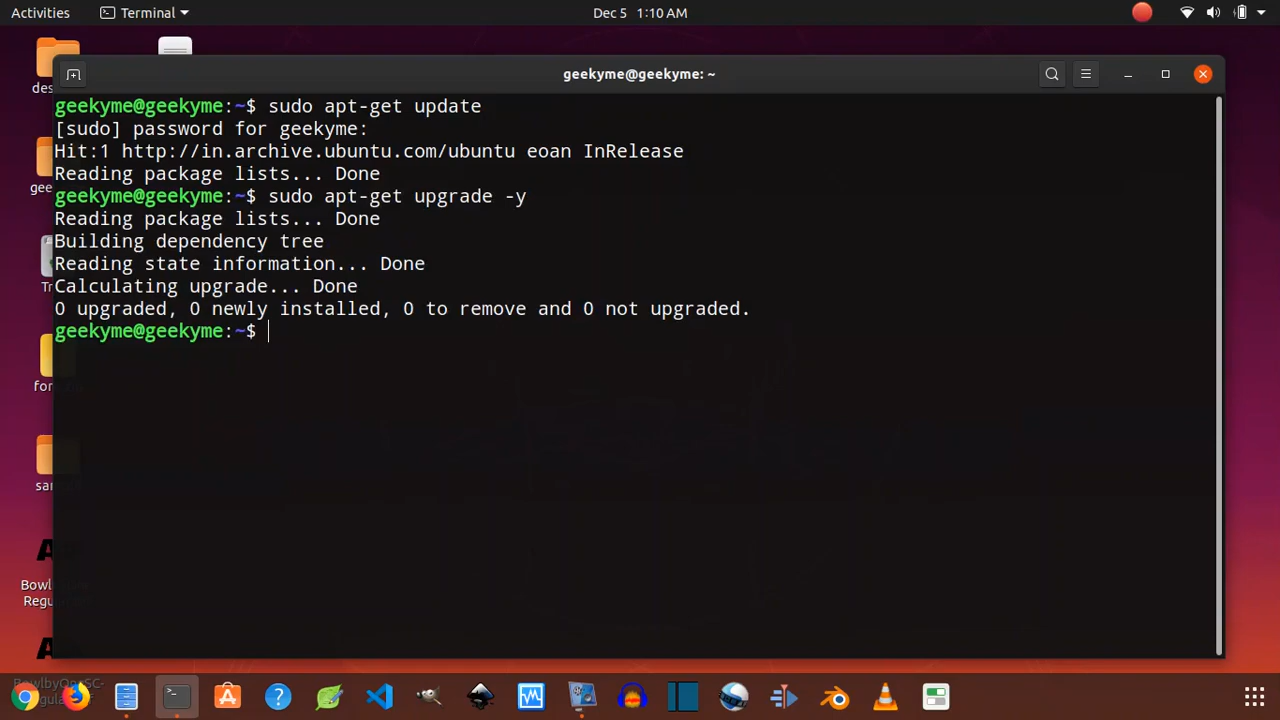 Activities
Terminal
Dec 5 1:10 AM
geekyme@geekyme: ~
geekyme@geekyme:~$ sudo apt-get update
[sudo] password for geekyme:
Hit:1 http://in.archive.ubuntu.com/ubuntu eoan InRelease
Reading package lists... Done
geekyme@geekyme:~$ sudo apt-get upgrade -y
Reading package lists... Done
Building dependency tree
Reading state information... Done
Calculating upgrade... Done
0 upgraded, 0 newly installed, 0 to remove and 0 not upgraded.
geekyme@geekyme:~$
BowlbyOneSC-